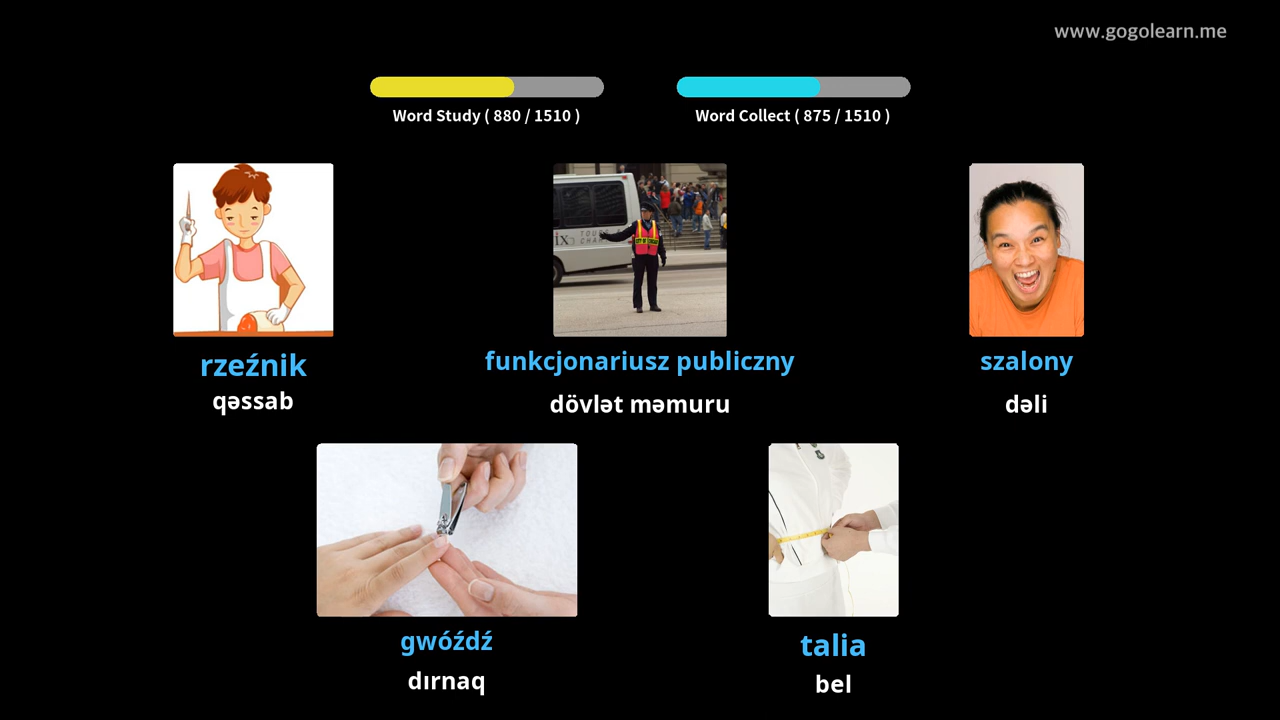 www.gogolearn.me
Word Study ( 880 / 1510 )
Word Collect ( 875 / 1510 )
rzeźnik
qəssab
funkcjonariusz publiczny
dövlət məmuru
szalony
dəli
gwóźdź
dırnaq
talia
bel